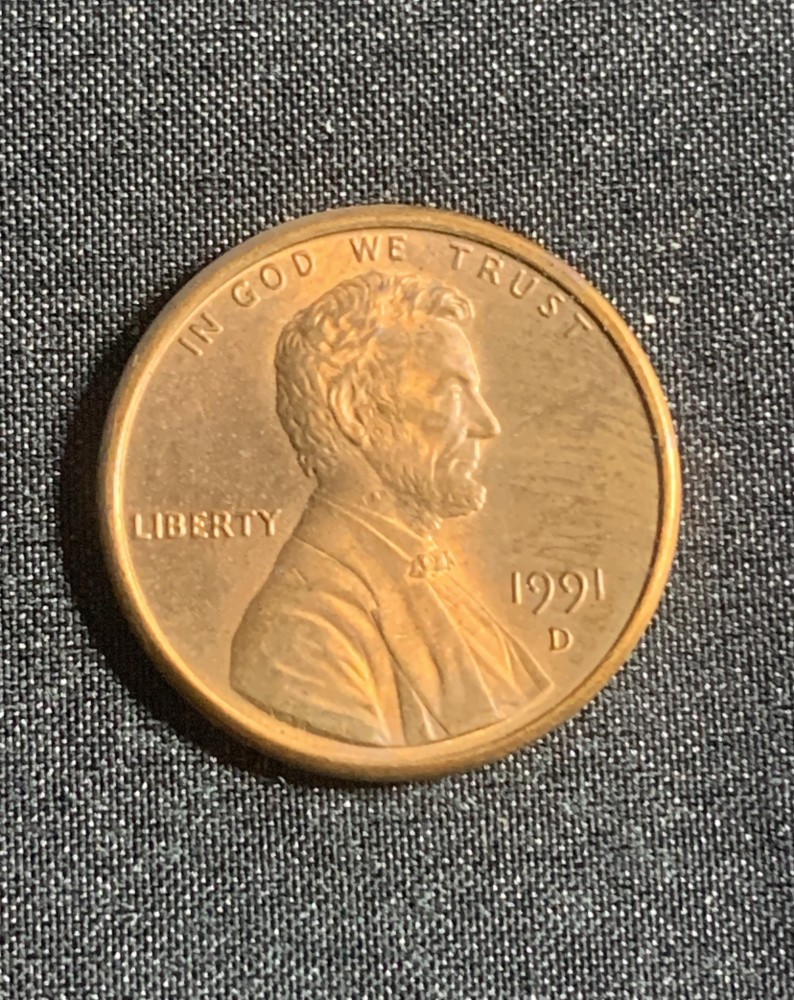 IN GOD WE TRUST
LIBERTY
1991
D